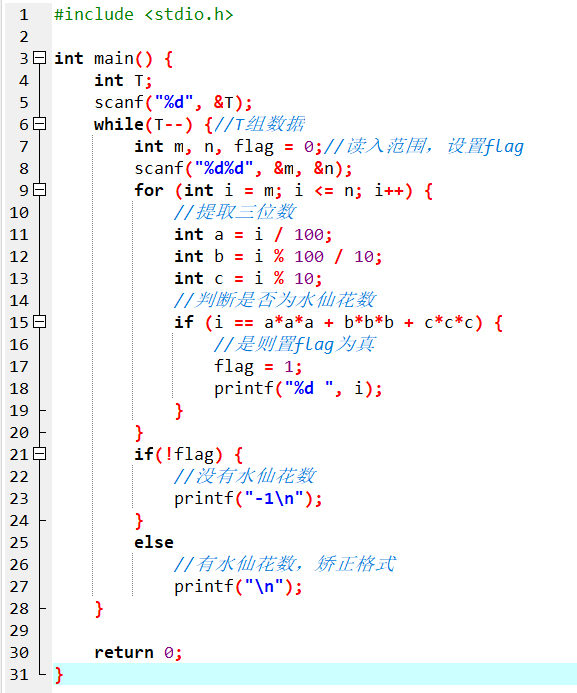 1 #include <stdio.h>
2
3 int main() {
4 int T;
5 scanf("%d", &T);
6 while(T--) {//T组数据
7 int m, n, flag = 0;//读入范围，设置flag
8 scanf("%d%d", &m, &n);
9 for (int i = m; i <= n; i++) {
10 //提取三位数
11 int a = i / 100;
12 int b = i % 100 / 10;
13 int c = i % 10;
14 //判断是否为水仙花数
15 if (i == a*a*a + b*b*b + c*c*c) {
16 //是则置flag为真
17 flag = 1;
18 printf("%d ", i);
19 }
20 }
21 if(!flag) {
22 //没有水仙花数
23 printf("-1\n");
24 }
25 else
26 //有水仙花数，矫正格式
27 printf("\n");
28 }
29
30 return 0;
31 }